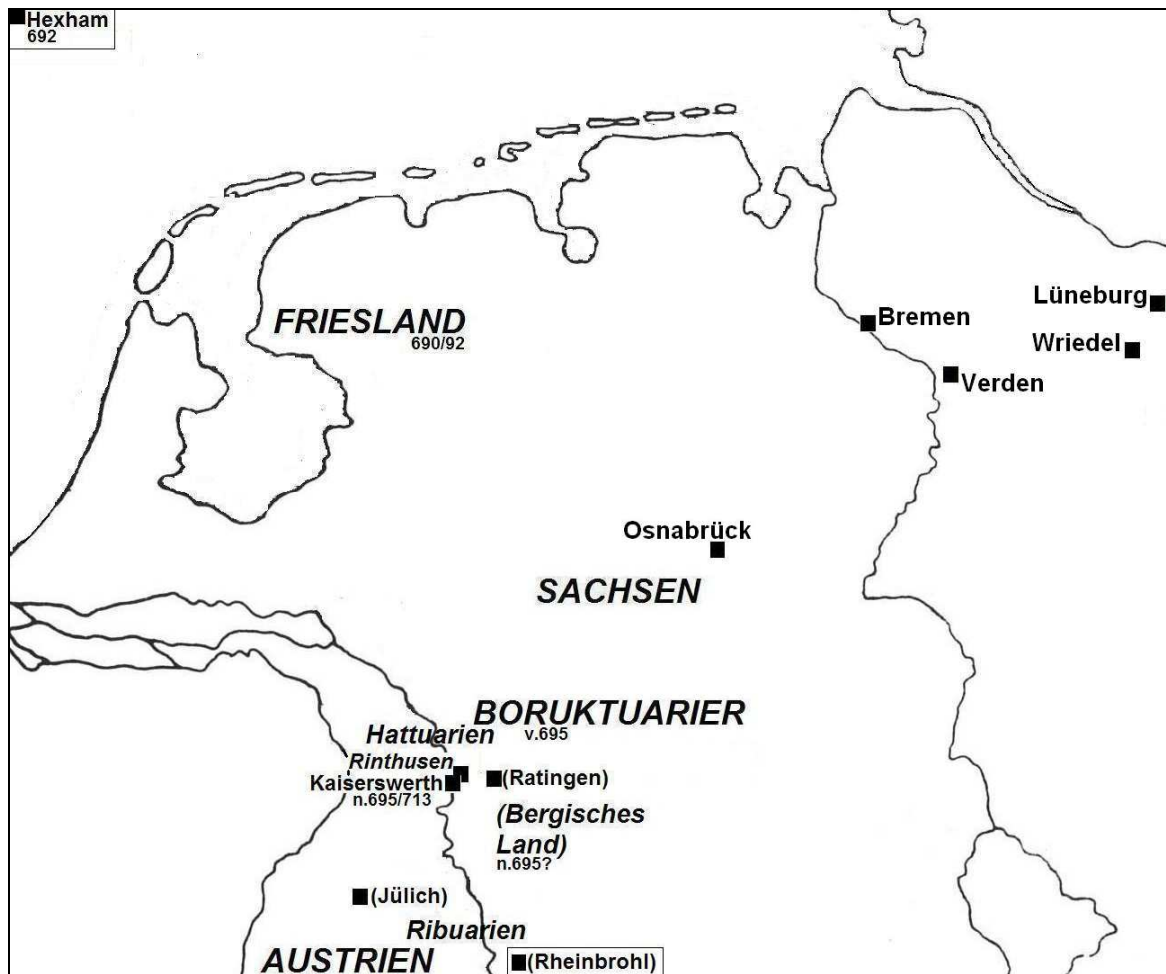 Hexham
692
FRIESLAND
690/92
Lüneburg
Bremen
Wriedel
Verden
Osnabrück
SACHSEN
BORUKTUARIER
v.695
Hattuarien
Rinthusen
Kaiserswerth
n.695/713
(Ratingen)
(Bergisches
Land)
n.695?
(Jülich)
Ribuarien
AUSTRIEN
(Rheinbrohl)